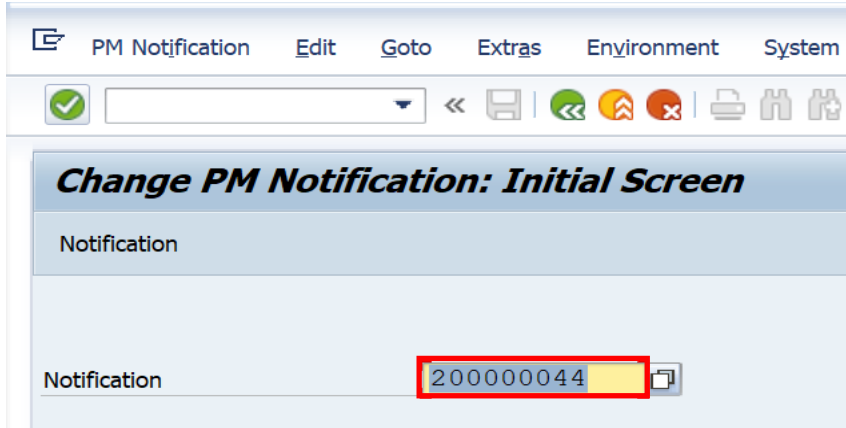 PM Notification Edit Goto Extras Environment System
Change PM Notification: Initial Screen
Notification
Notification 200000044